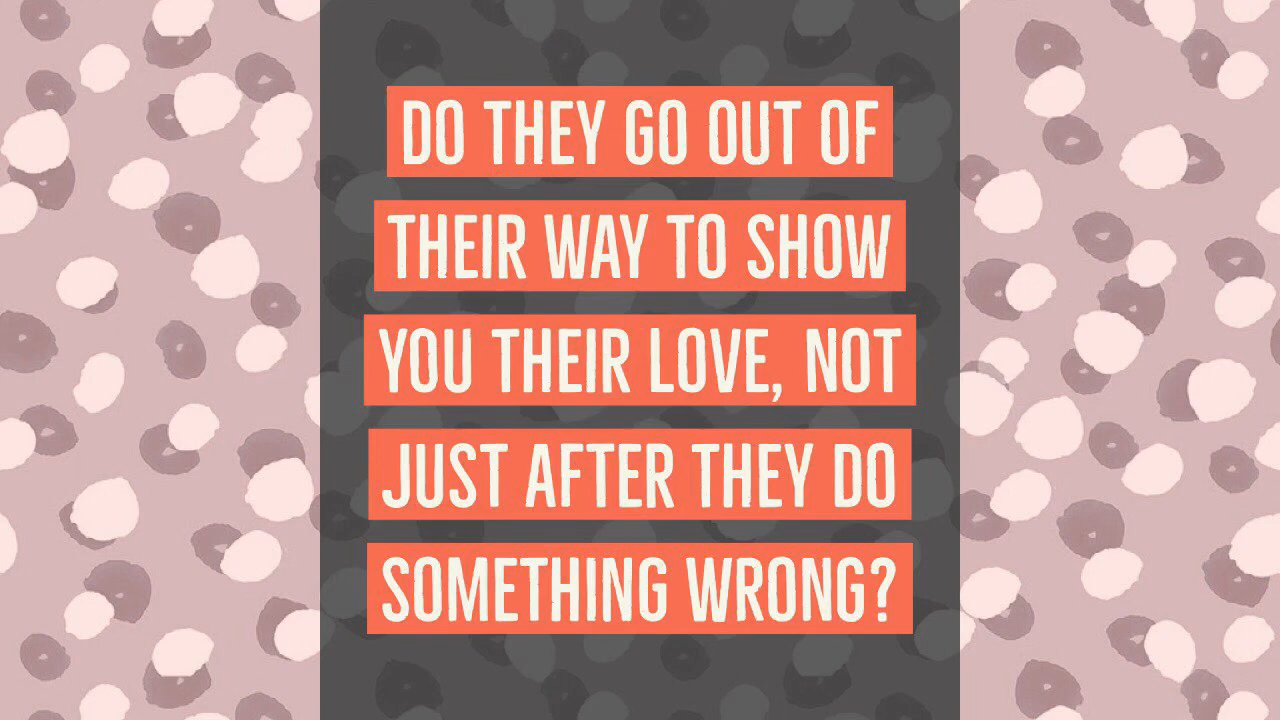 DO THEY GO OUT OF
THEIR WAY TO SHOW
YOU THEIR LOVE, NOT
JUST AFTER THEY DO
SOMETHING WRONG?